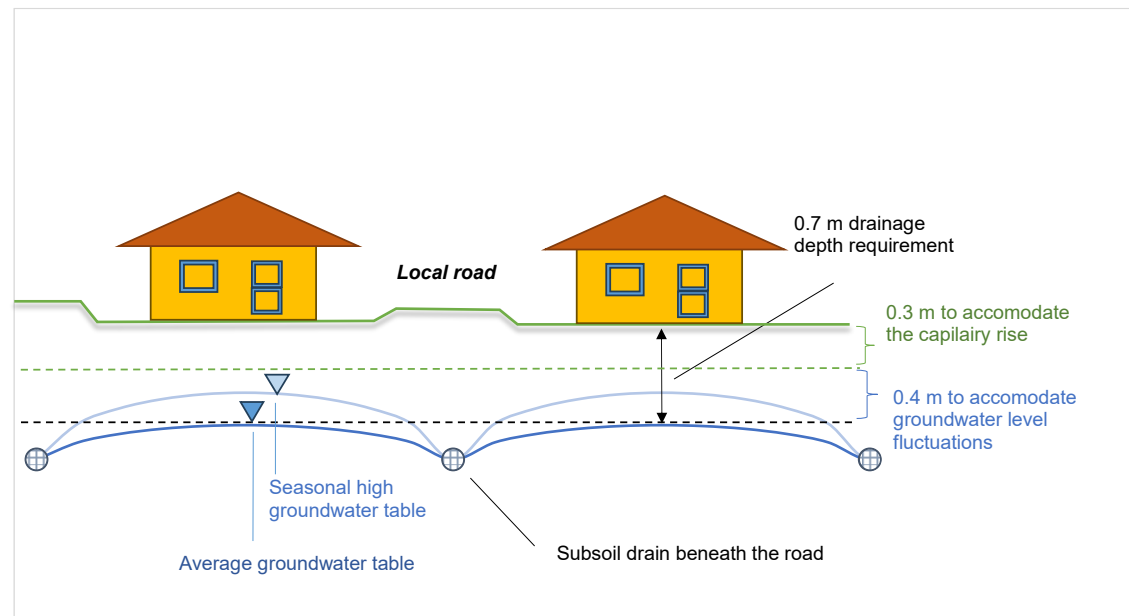 0.7 m drainage
depth requirement
Local road
0.3 m to accomodate
the capilairy rise
0.4 m to accomodate
groundwater level
fluctuations
Seasonal high
groundwater table
Subsoil drain beneath the road
Average groundwater table